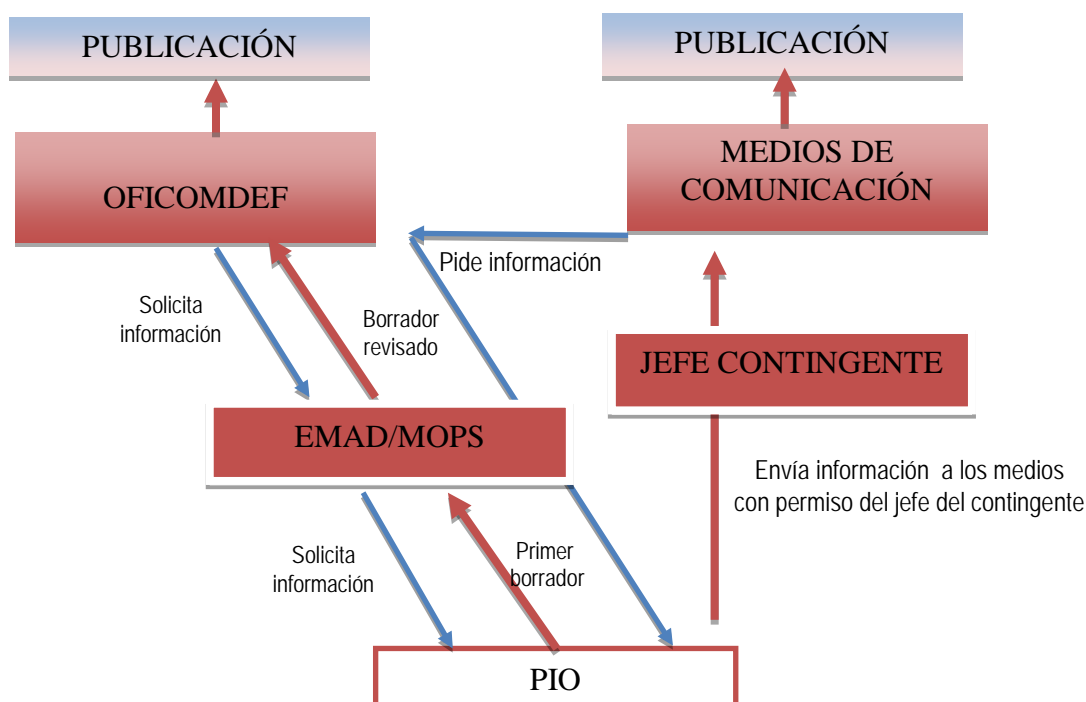 PUBLICACIÓN
PUBLICACIÓN
OFICOMDEF
MEDIOS DE
COMUNICACIÓN
Pide información
Solicita
información
Borrador
revisado
JEFE CONTINGENTE
EMAD/MOPS
Envía información a los medios
con permiso del jefe del contingente
Solicita
información
Primer
borrador
PIO